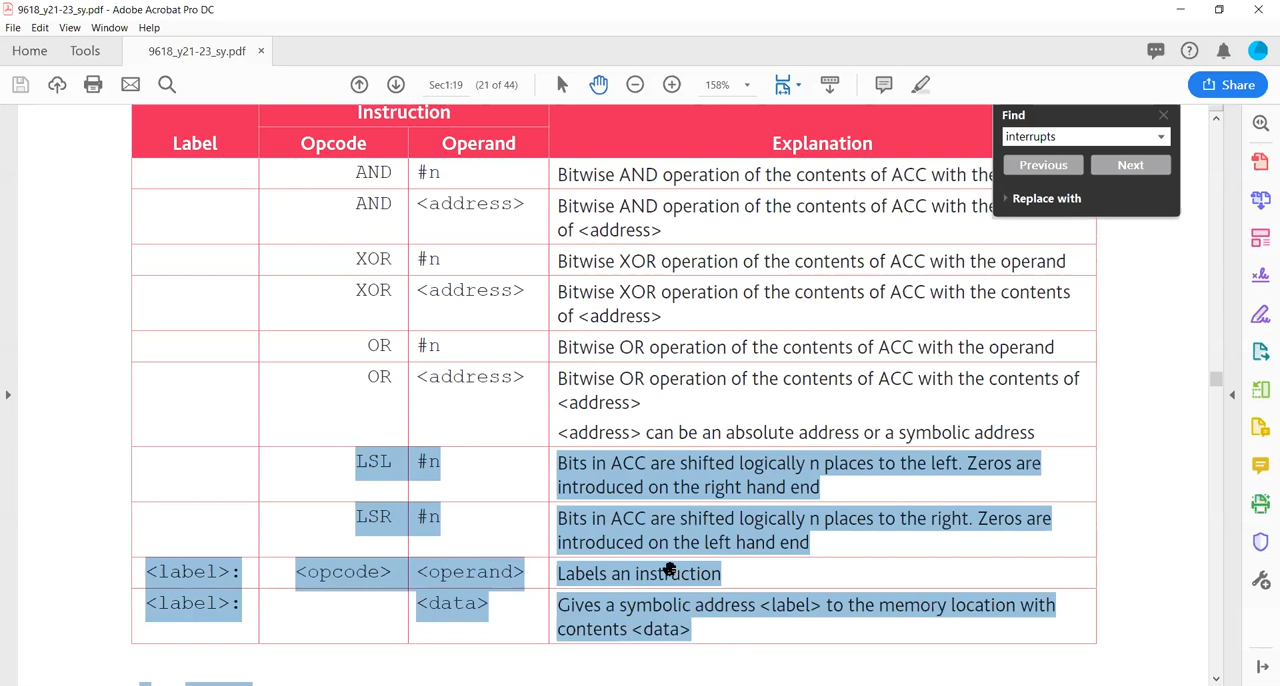 9618_y21-23_sy.pdf - Adobe Acrobat Pro DC
File Edit View Window Help
Home Tools 9618_y21-23_sy.pdf ×
Sec1:19 (21 of 44) 158% Share
Find
interrupts
Previous Next
Replace with
Instruction
Label Opcode Operand Explanation
AND #n Bitwise AND operation of the contents of ACC with the
AND <address> Bitwise AND operation of the contents of ACC with the
of <address>
XOR #n Bitwise XOR operation of the contents of ACC with the operand
XOR <address> Bitwise XOR operation of the contents of ACC with the contents
of <address>
OR #n Bitwise OR operation of the contents of ACC with the operand
OR <address> Bitwise OR operation of the contents of ACC with the contents of
<address>
<address> can be an absolute address or a symbolic address
LSL #n Bits in ACC are shifted logically n places to the left. Zeros are
introduced on the right hand end
LSR #n Bits in ACC are shifted logically n places to the right. Zeros are
introduced on the left hand end
<label>: <opcode> <operand> Labels an instruction
<label>: <data> Gives a symbolic address <label> to the memory location with
contents <data>